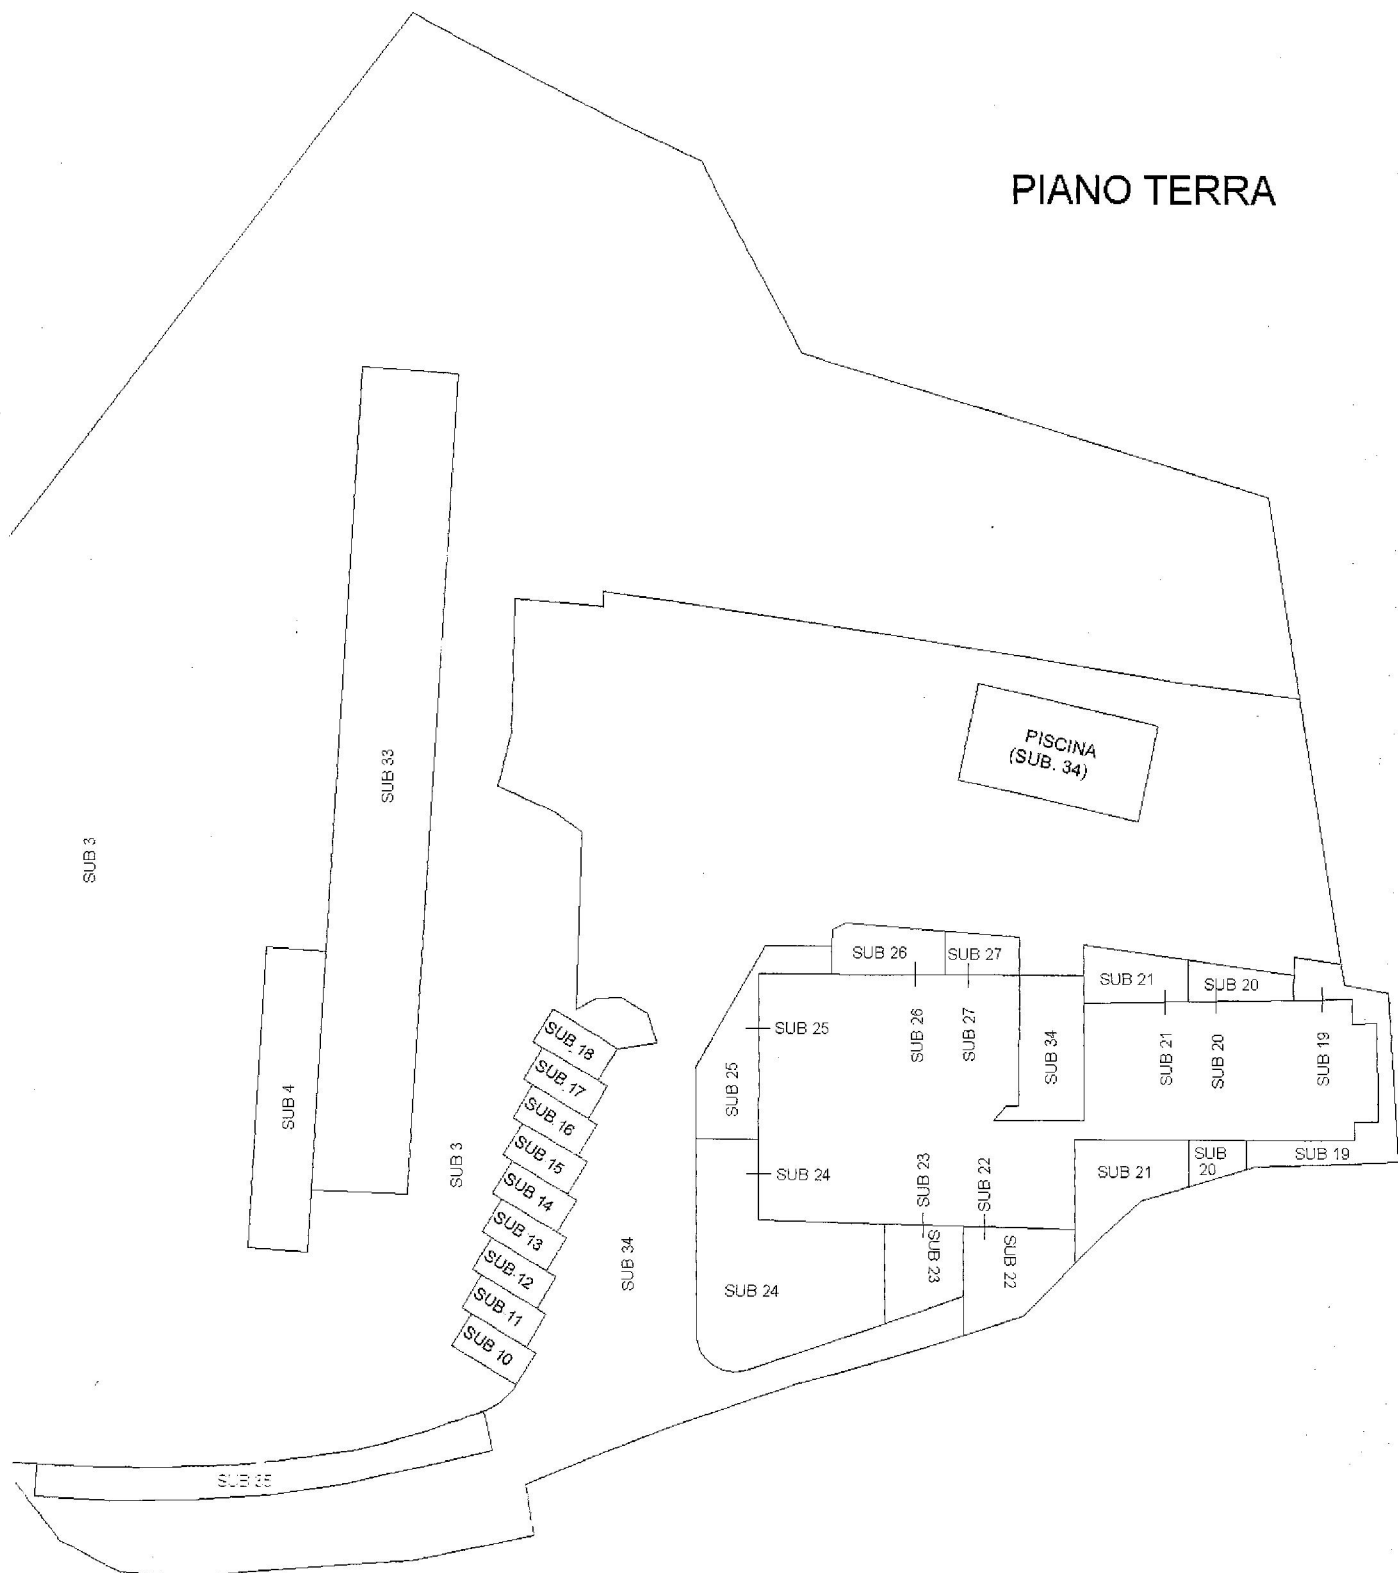 PIANO TERRA
PISCINA
(SUB. 34)
SUB 33
SUB 3
SUB 26
SUB 27
SUB 21
SUB 20
SUB 25
SUB 26
SUB 27
SUB 34
SUB 21
SUB 20
SUB 19
SUB 18
SUB 17
SUB 25
SUB 4
SUB 16
SUB 15
SUB 3
SUB 14
SUB 24
SUB 23
SUB 22
SUB 21
SUB
20
SUB 19
SUB 13
SUB 12
SUB 34
SUB 23
SUB 22
SUB 24
SUB 11
SUB 10
SUB 35